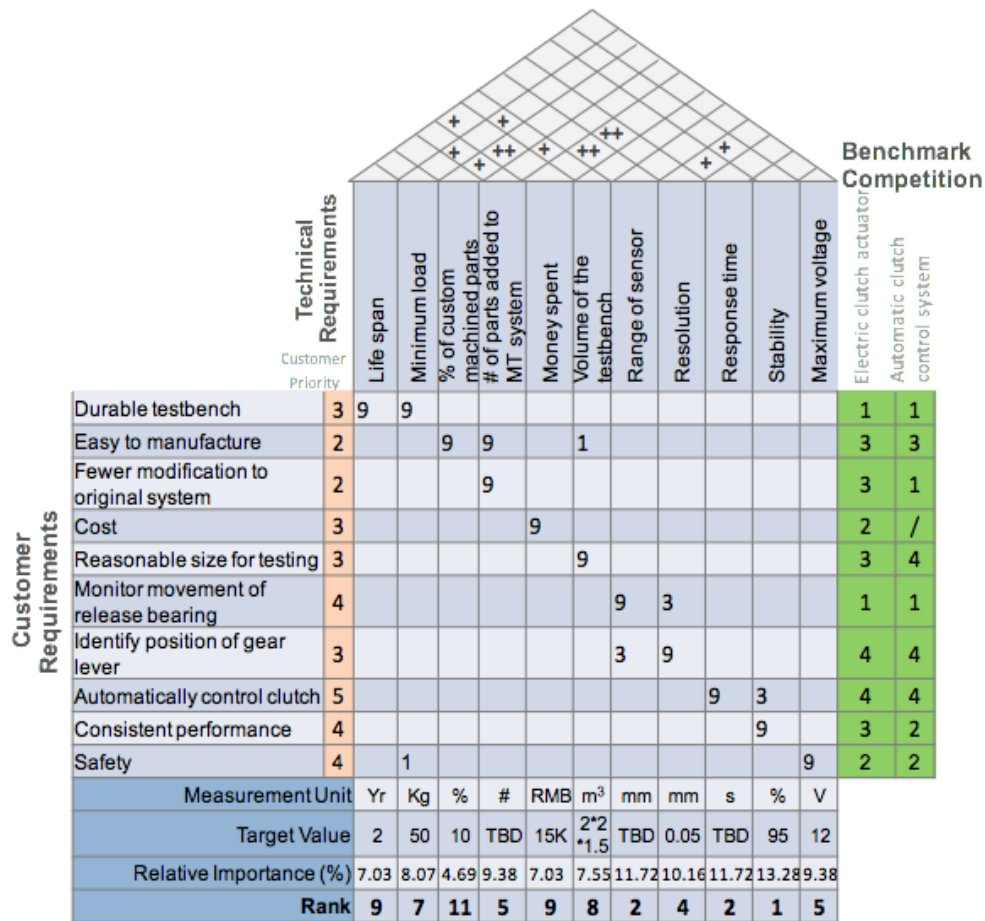 + +
++
+ ++ + ++ +
+ +
Benchmark
Competition
Technical
Requirements
Customer
Priority
Life span
Minimum load
% of custom
machined parts
# of parts added to
MT system
Money spent
Volume of the
testbench
Range of sensor
Resolution
Response time
Stability
Maximum voltage
Electric clutch actuator
Automatic clutch
control system
Customer
Requirements
Durable testbench 3 9 9 1 1
Easy to manufacture 2 9 9 1 3 3
Fewer modification to
original system 2 9 3 1
Cost 3 9 2 /
Reasonable size for testing 3 9 3 4
Monitor movement of
release bearing 4 9 3 1 1
Identify position of gear
lever 3 3 9 4 4
Automatically control clutch 5 9 3 4 4
Consistent performance 4 9 3 2
Safety 4 1 9 2 2
Measurement Unit Yr Kg % # RMB m³ mm mm s % V
Target Value 2 50 10 TBD 15K 2*2
*1.5 TBD 0.05 TBD 95 12
Relative Importance (%) 7.03 8.07 4.69 9.38 7.03 7.55 11.72 10.16 11.72 13.28 9.38
Rank 9 7 11 5 9 8 2 4 2 1 5